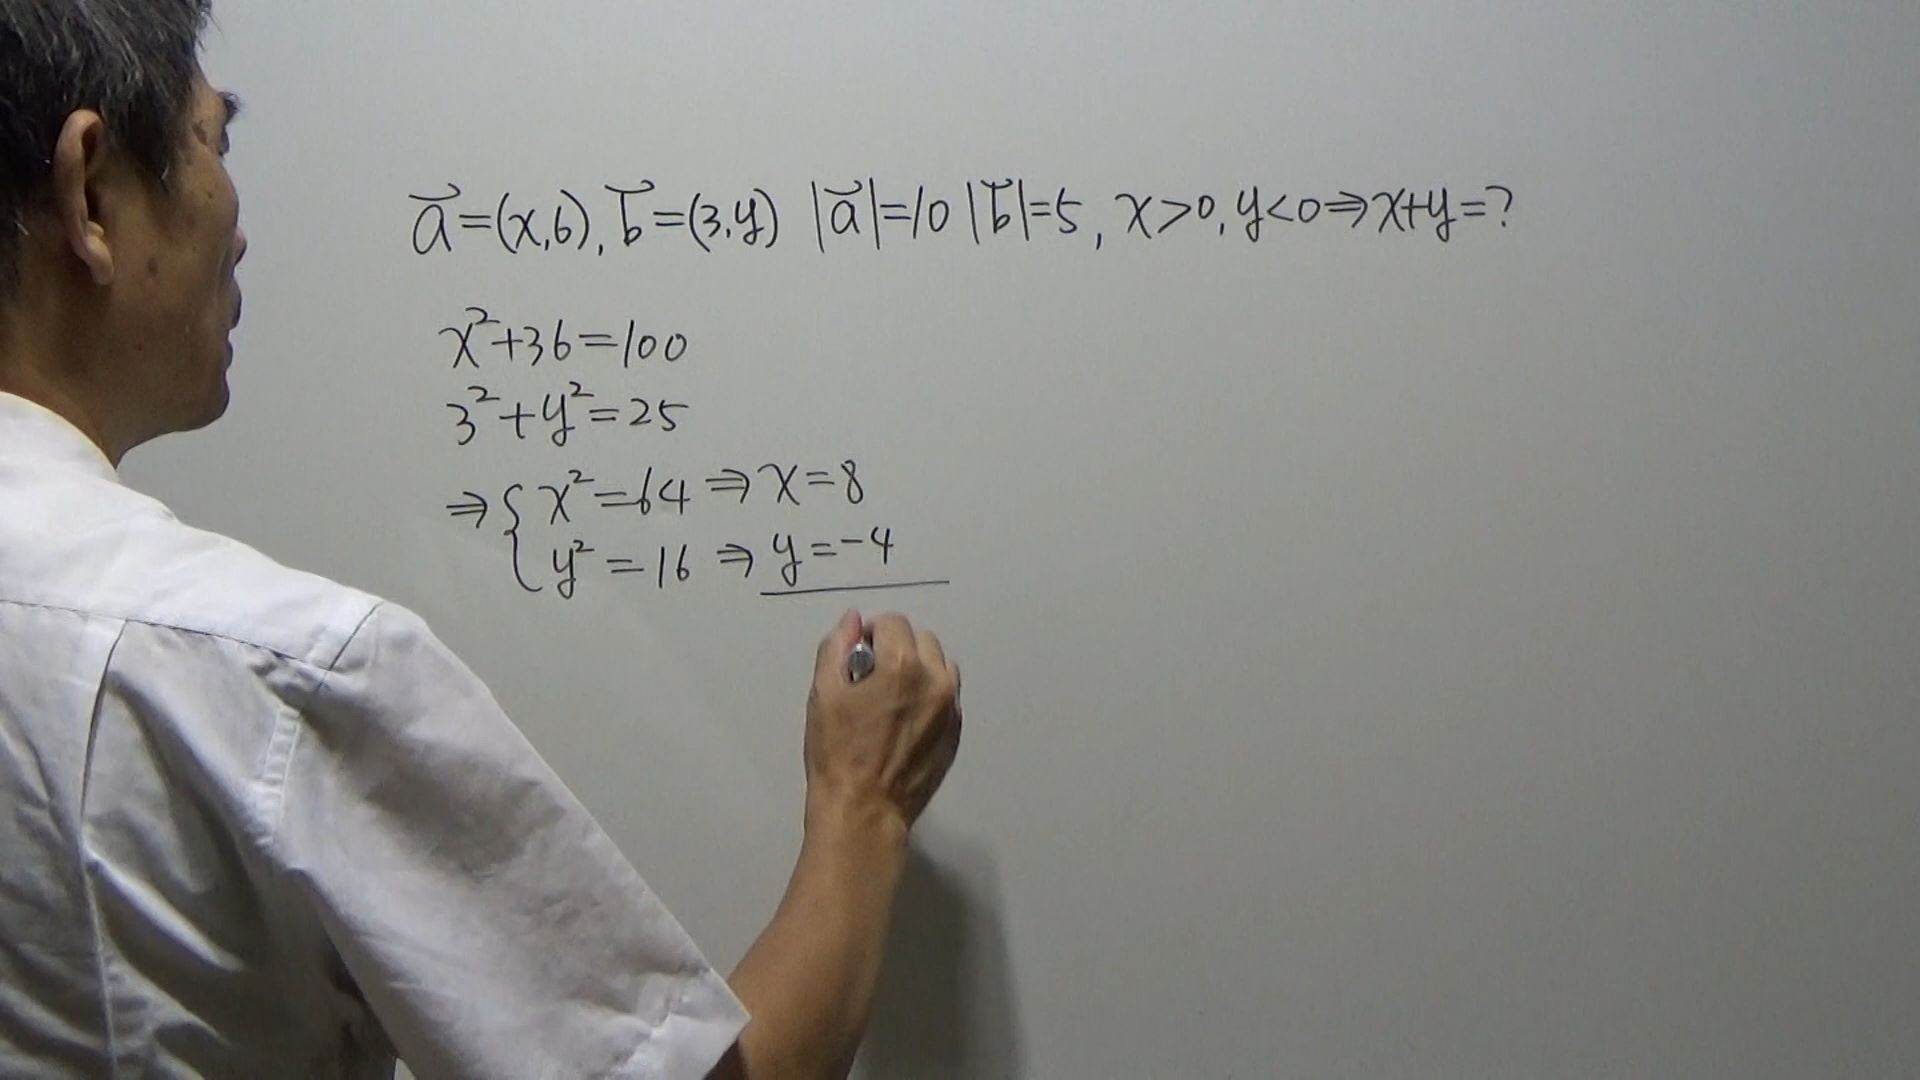 a⃗=(x,6), b⃗=(3,y) |a⃗|=10 |b⃗|=5, x>0, y<0⇒x+y=?
x²+36=100
3²+y²=25
⇒{x²=64⇒x=8
y²=16⇒y=-4